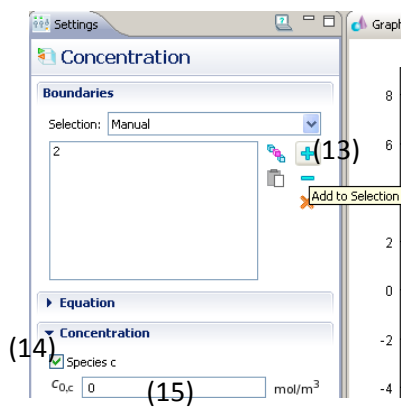 Settings
Graph
Concentration
Boundaries
Selection: Manual
2
(13)
Add to Selection
Equation
Concentration
(14)
Species c
c0,c 0 (15) mol/m³
8
6
2
0
-2
-4